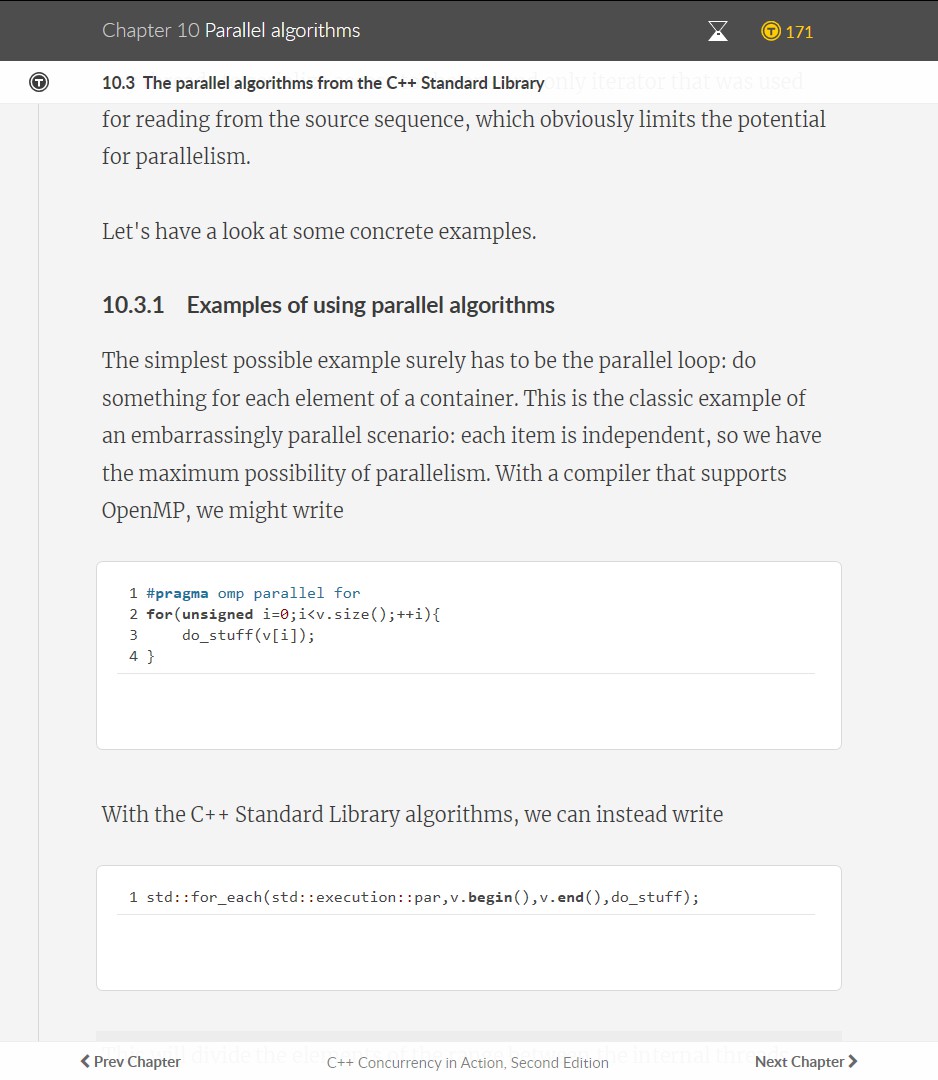 Chapter 10 Parallel algorithms
171
10.3 The parallel algorithms from the C++ Standard Library only iterator that was used
for reading from the source sequence, which obviously limits the potential
for parallelism.
Let's have a look at some concrete examples.
10.3.1 Examples of using parallel algorithms
The simplest possible example surely has to be the parallel loop: do
something for each element of a container. This is the classic example of
an embarrassingly parallel scenario: each item is independent, so we have
the maximum possibility of parallelism. With a compiler that supports
OpenMP, we might write
1 #pragma omp parallel for
2 for(unsigned i=0;i<v.size();++i){
3     do_stuff(v[i]);
4 }
With the C++ Standard Library algorithms, we can instead write
1 std::for_each(std::execution::par,v.begin(),v.end(),do_stuff);
Prev Chapter
C++ Concurrency in Action, Second Edition
Next Chapter